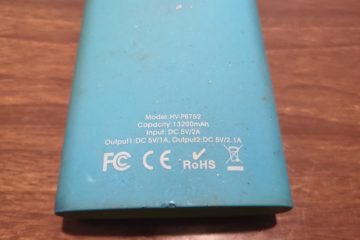 Model: HV-P6752
Capacity: 13200mAh
Input: DC 5V/2A
Output1: DC 5V/1A, Output2: DC 5V/2.1A
FC CE RoHS